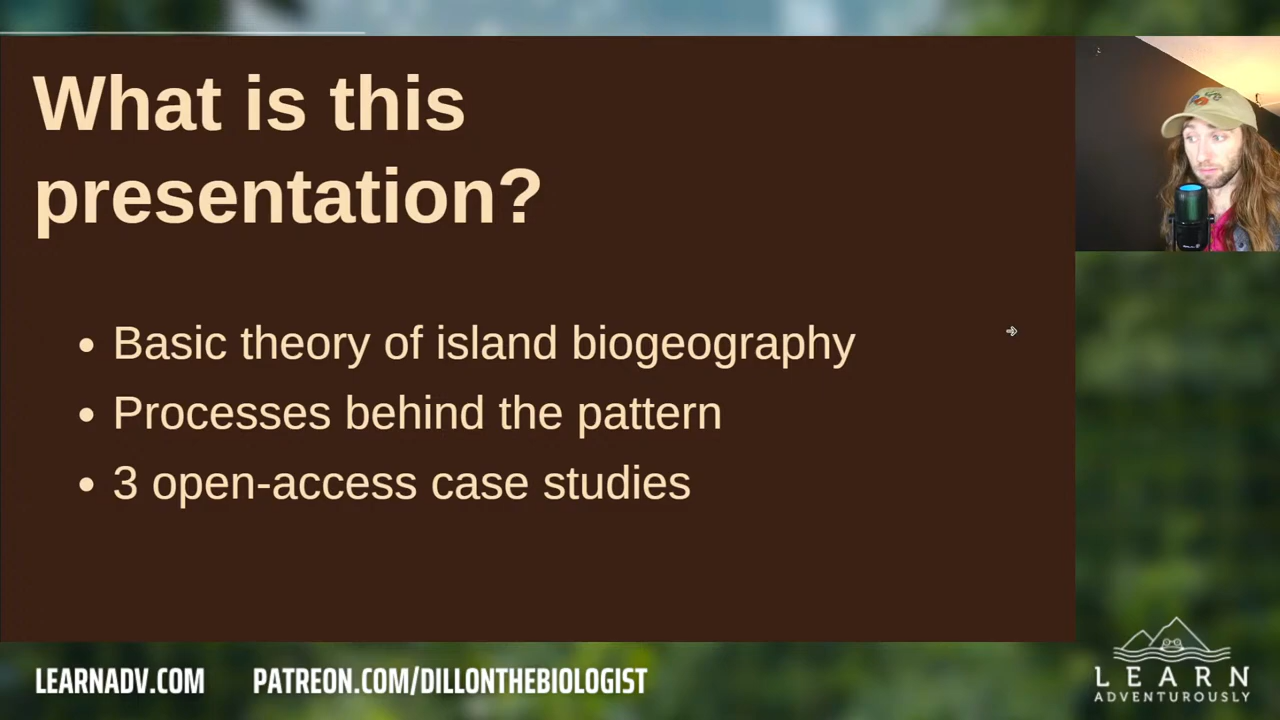 What is this
presentation?
• Basic theory of island biogeography
• Processes behind the pattern
• 3 open-access case studies
LEARNADV.COM PATREON.COM/DILLONTHEBIOLOGIST
LEARN
ADVENTUROUSLY